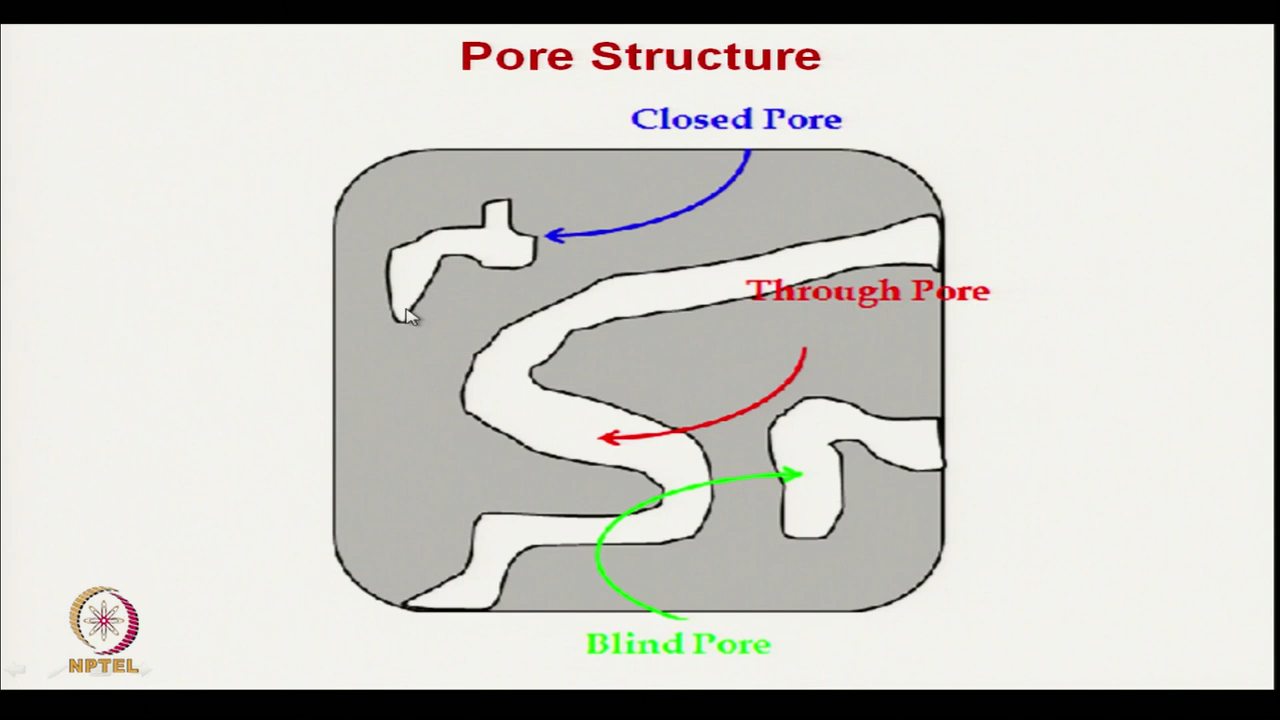 Pore Structure
Closed Pore
Through Pore
Blind Pore
NPTEL